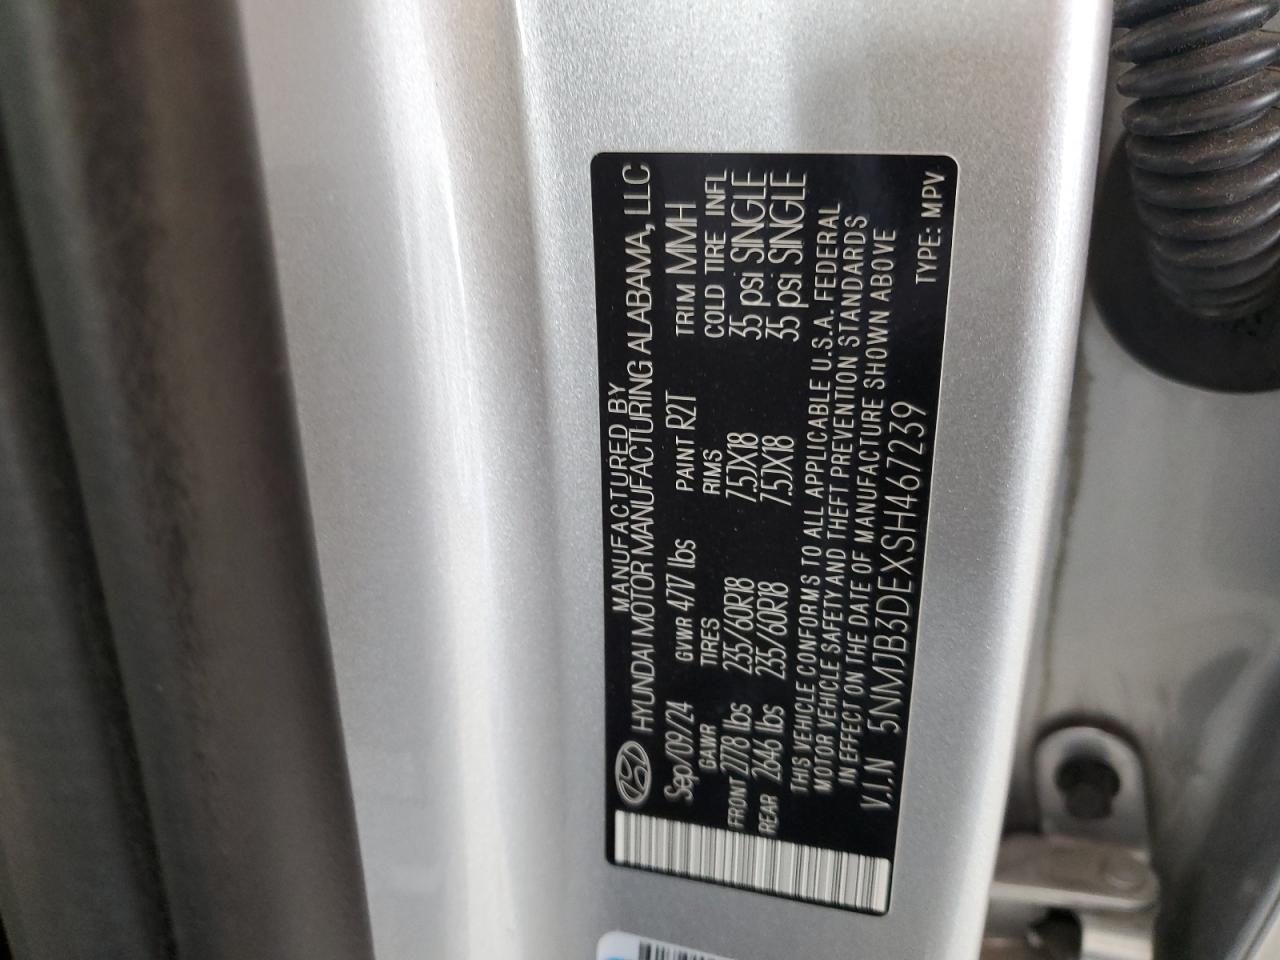 MANUFACTURED BY
HYUNDAI MOTOR MANUFACTURING ALABAMA, LLC
Sep/09/24 GVWR 4717 lbs PAINT R2T TRIM MMH
GAWR TIRES RIMS COLD TIRE INFL
FRONT 2778 lbs 235/60R18 7.5JX18 35 psi SINGLE
REAR 2646 lbs 235/60R18 7.5JX18 35 psi SINGLE
THIS VEHICLE CONFORMS TO ALL APPLICABLE U.S.A. FEDERAL
MOTOR VEHICLE SAFETY AND THEFT PREVENTION STANDARDS
IN EFFECT ON THE DATE OF MANUFACTURE SHOWN ABOVE
V.I.N 5NMJB3DEXSH467239 TYPE: MPV